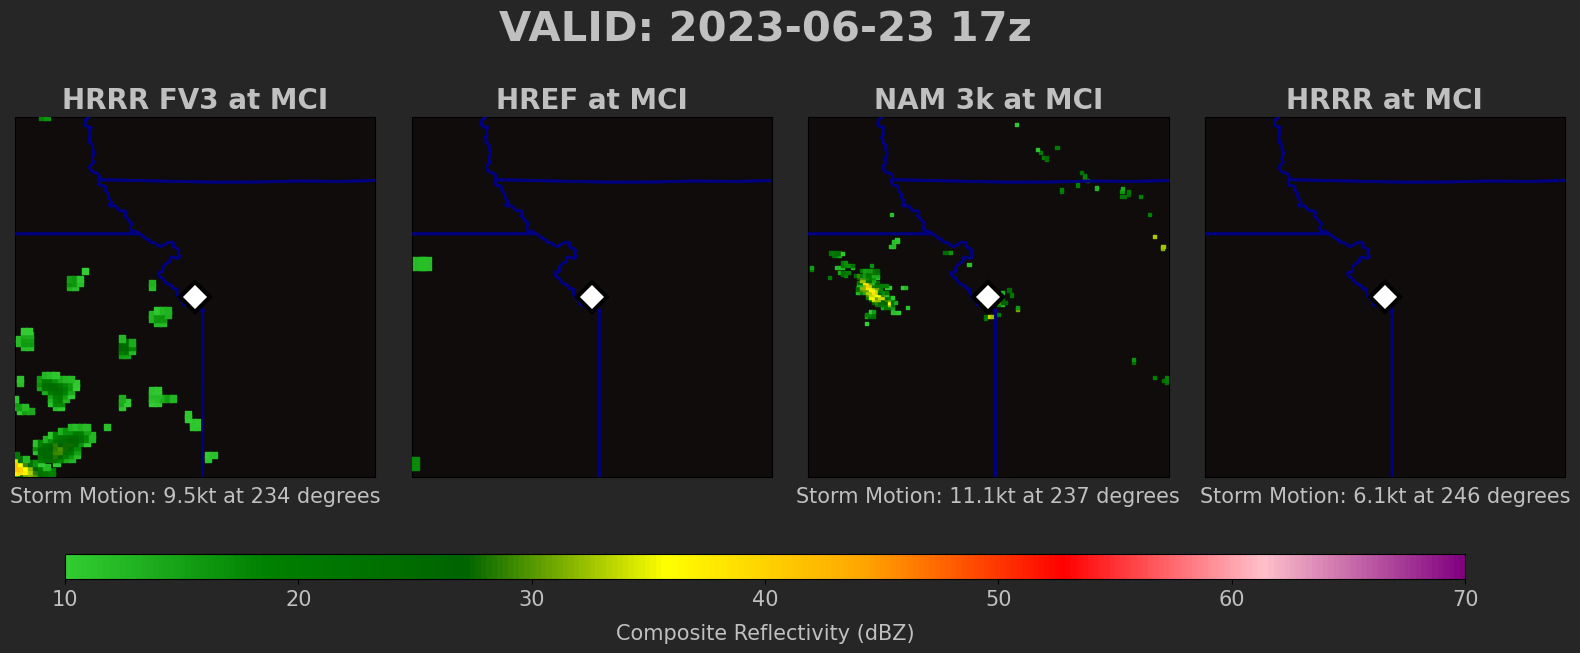 VALID: 2023-06-23 17z
HRRR FV3 at MCI
HREF at MCI
NAM 3k at MCI
HRRR at MCI
Storm Motion: 9.5kt at 234 degrees
Storm Motion: 11.1kt at 237 degrees
Storm Motion: 6.1kt at 246 degrees
10 20 30 40 50 60 70
Composite Reflectivity (dBZ)